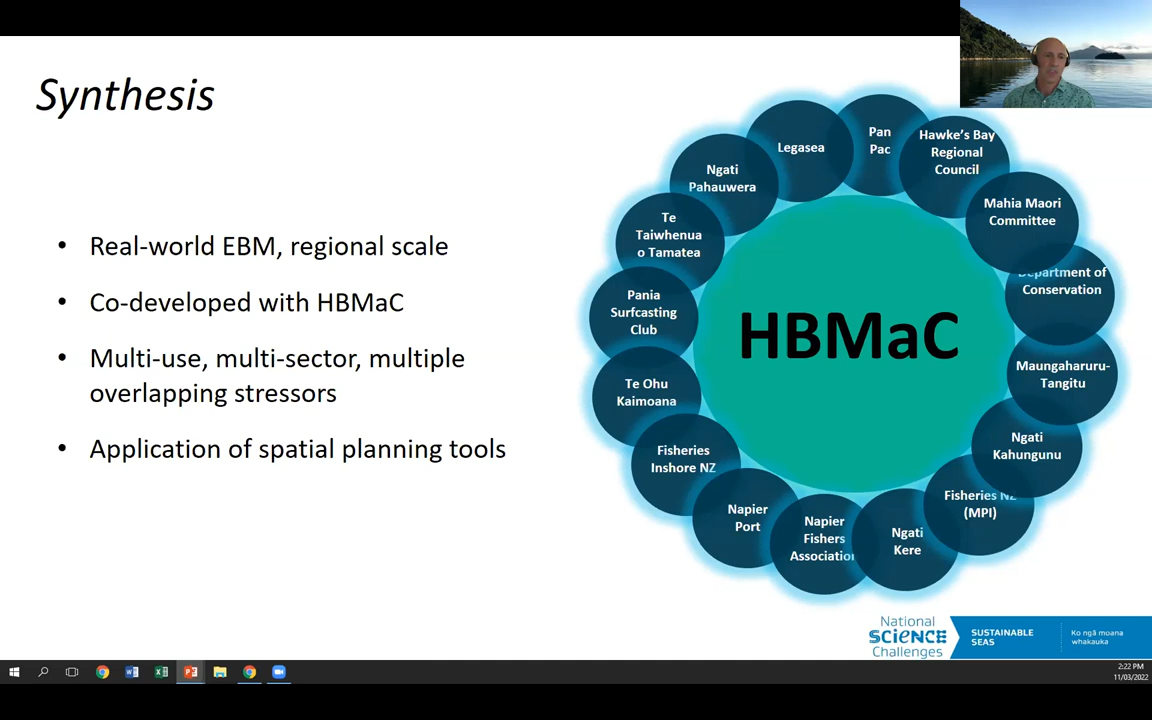 Synthesis
• Real-world EBM, regional scale
• Co-developed with HBMaC
• Multi-use, multi-sector, multiple
overlapping stressors
• Application of spatial planning tools
HBMaC
Legasea
Pan
Pac
Hawke's Bay
Regional
Council
Mahia Maori
Committee
Department of
Conservation
Maungaharuru-
Tangitu
Ngati
Kahungunu
Fisheries NZ
(MPI)
Ngati
Kere
Napier
Fishers
Association
Napier
Port
Fisheries
Inshore NZ
Te Ohu
Kaimoana
Pania
Surfcasting
Club
Te
Taiwhenua
o Tamatea
Ngati
Pahauwera
National
SCIENCE
Challenges
SUSTAINABLE
SEAS
Ko ngā moana
whakauka
2:22 PM
11/03/2022